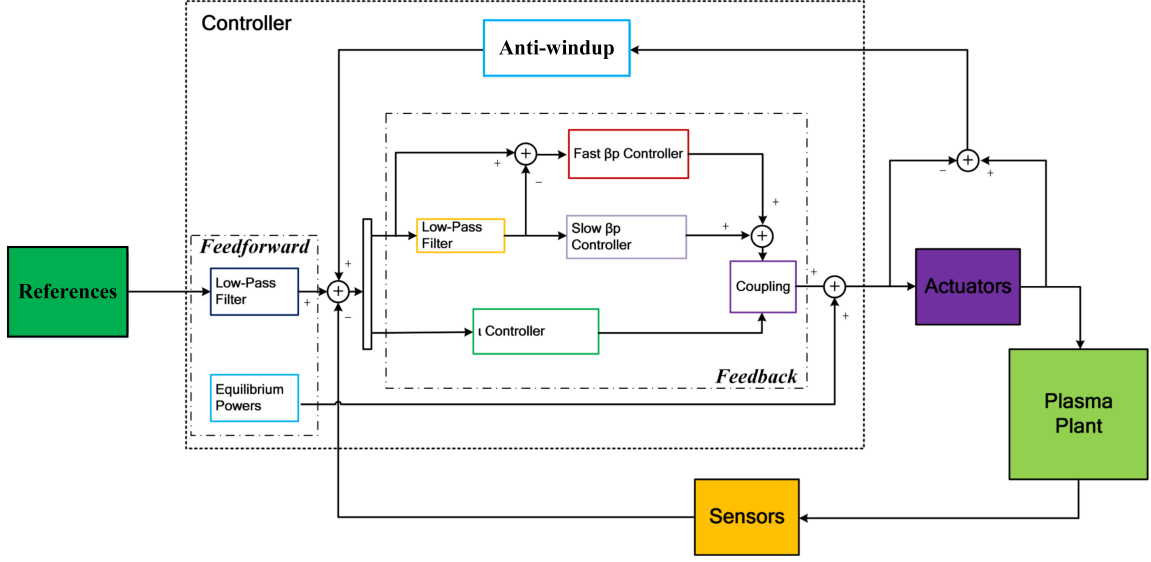 Controller
Anti-windup
+
Fast βp Controller
+
−
−
+
+
Low-Pass
Filter
Slow βp
Controller
+
Feedforward
References
Low-Pass
Filter
+
+
−
Coupling
+
+
Actuators
ι Controller
Feedback
Equilibrium
Powers
Plasma
Plant
Sensors